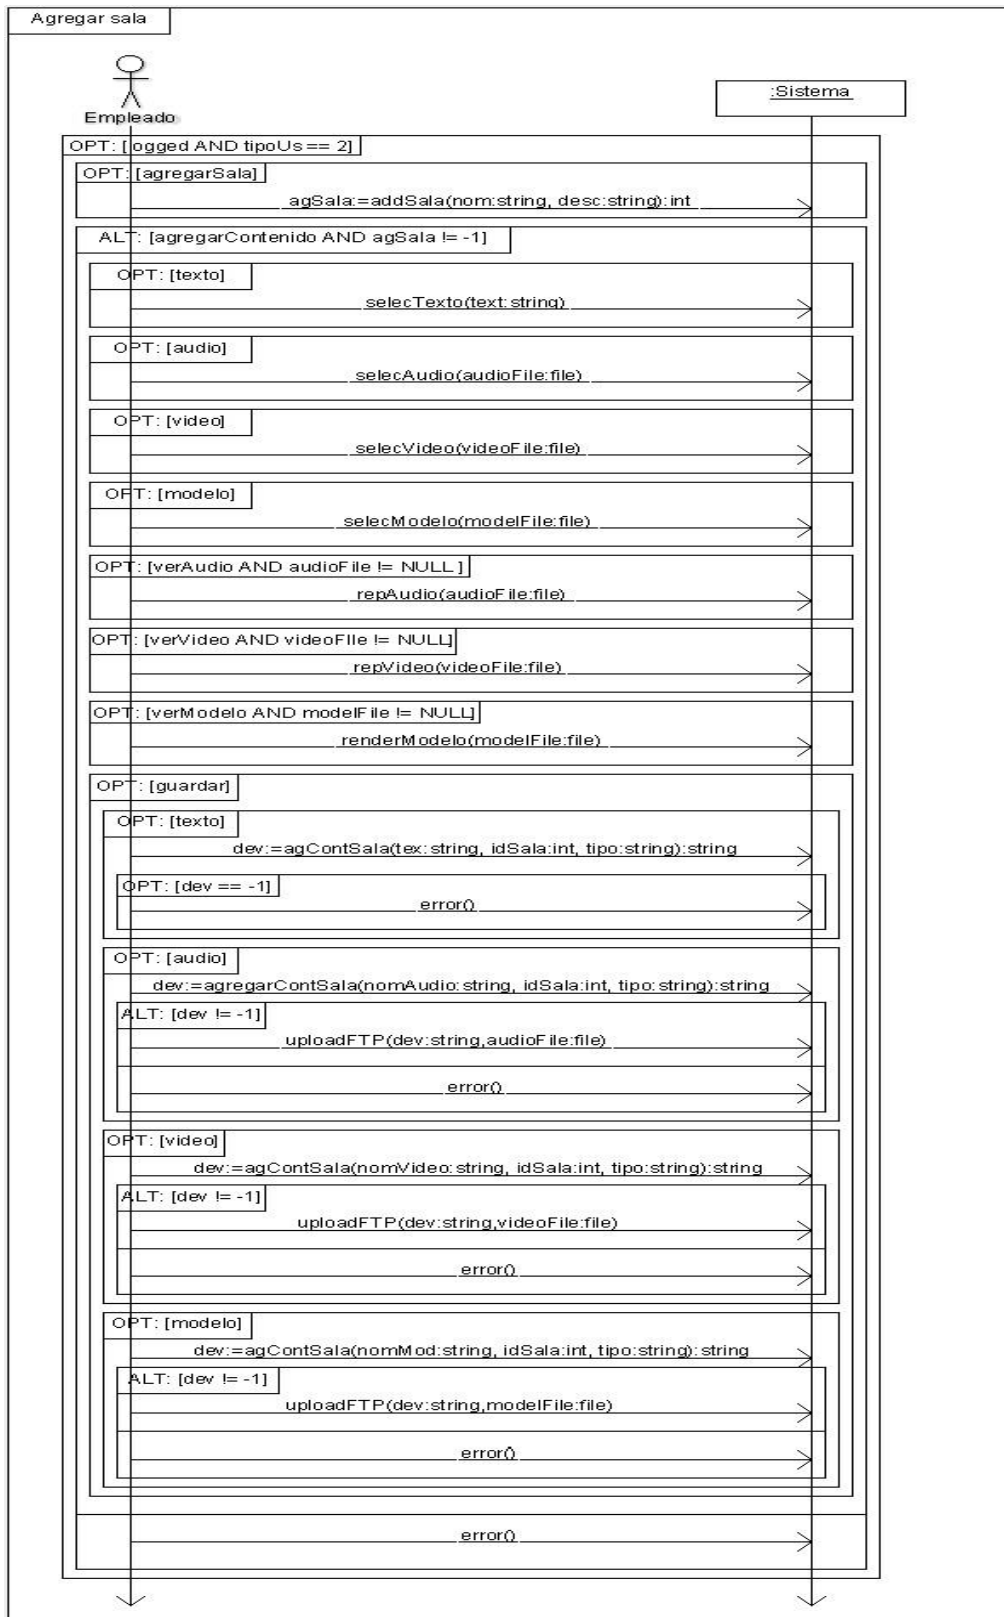 Agregar sala
Empleado
:Sistema
OPT: [logged AND tipoUs == 2]
OPT: [agregarSala]
agSala:=addSala(nom:string, desc:string):int
ALT: [agregarContenido AND agSala != -1]
OPT: [texto]
selecTexto(text:string)
OPT: [audio]
selecAudio(audioFile:file)
OPT: [video]
selecVideo(videoFile:file)
OPT: [modelo]
selecModelo(modelFile:file)
OPT: [verAudio AND audioFile != NULL ]
repAudio(audioFile:file)
OPT: [verVideo AND videoFIle != NULL]
repVideo(videoFile:file)
OPT: [verModelo AND modelFile != NULL]
renderModelo(modelFile:file)
OPT: [guardar]
OPT: [texto]
dev:=agContSala(tex:string, idSala:int, tipo:string):string
OPT: [dev == -1]
error()
OPT: [audio]
dev:=agregarContSala(nomAudio:string, idSala:int, tipo:string):string
ALT: [dev != -1]
uploadFTP(dev:string,audioFile:file)
error()
OPT: [video]
dev:=agContSala(nomVideo:string, idSala:int, tipo:string):string
ALT: [dev != -1]
uploadFTP(dev:string,videoFile:file)
error()
OPT: [modelo]
dev:=agContSala(nomMod:string, idSala:int, tipo:string):string
ALT: [dev != -1]
uploadFTP(dev:string,modelFile:file)
error()
error()